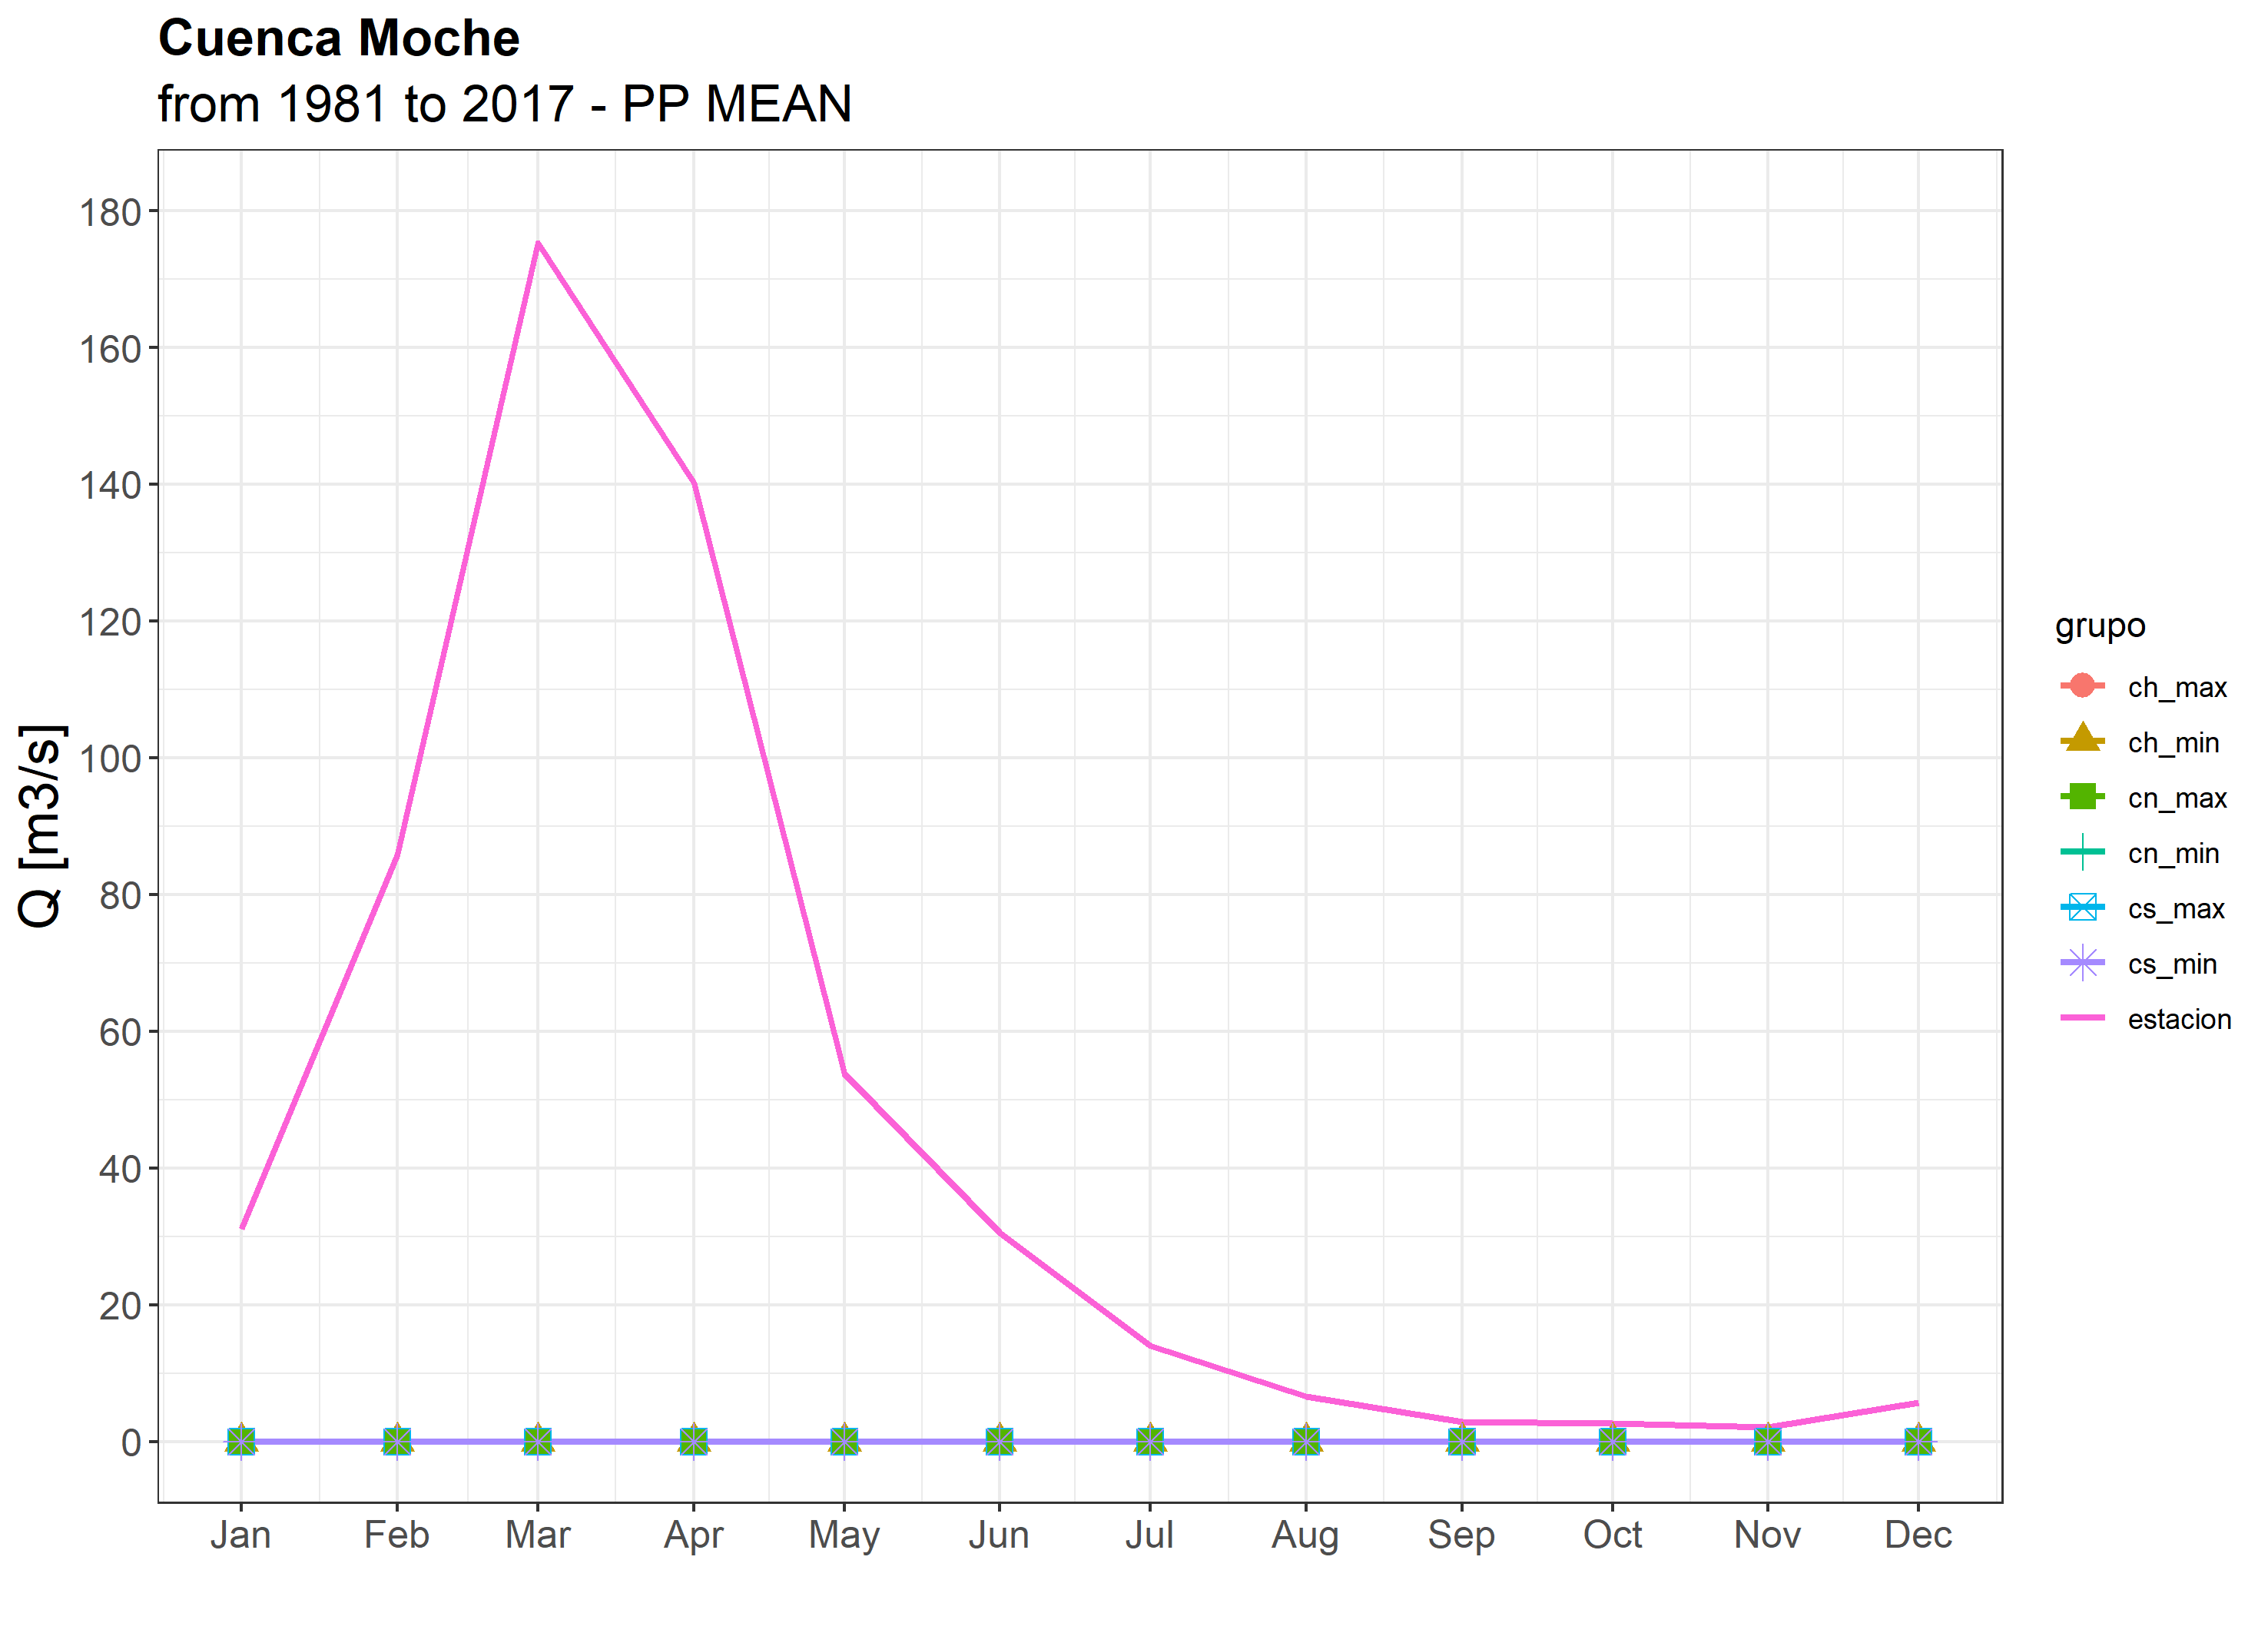 Cuenca Moche
from 1981 to 2017 - PP MEAN
Q [m3/s]
180
160
140
120
100
80
60
40
20
0
Jan Feb Mar Apr May Jun Jul Aug Sep Oct Nov Dec
grupo
ch_max
ch_min
cn_max
cn_min
cs_max
cs_min
estacion